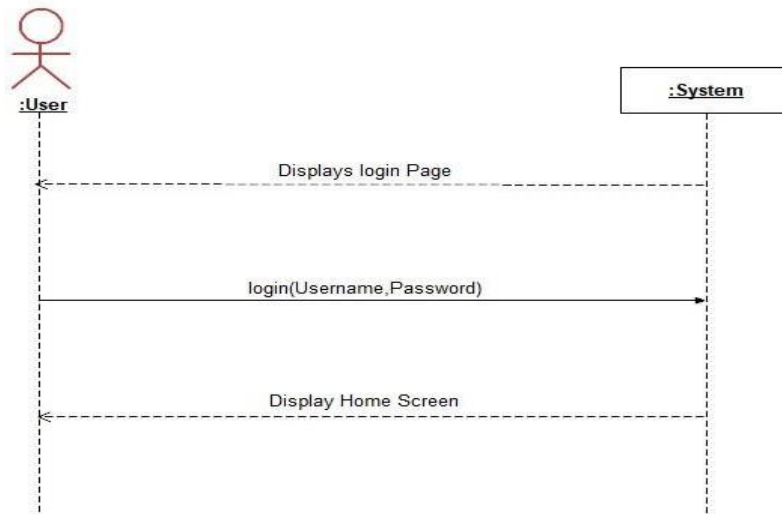 :User
:System
Displays login Page
login(Username,Password)
Display Home Screen